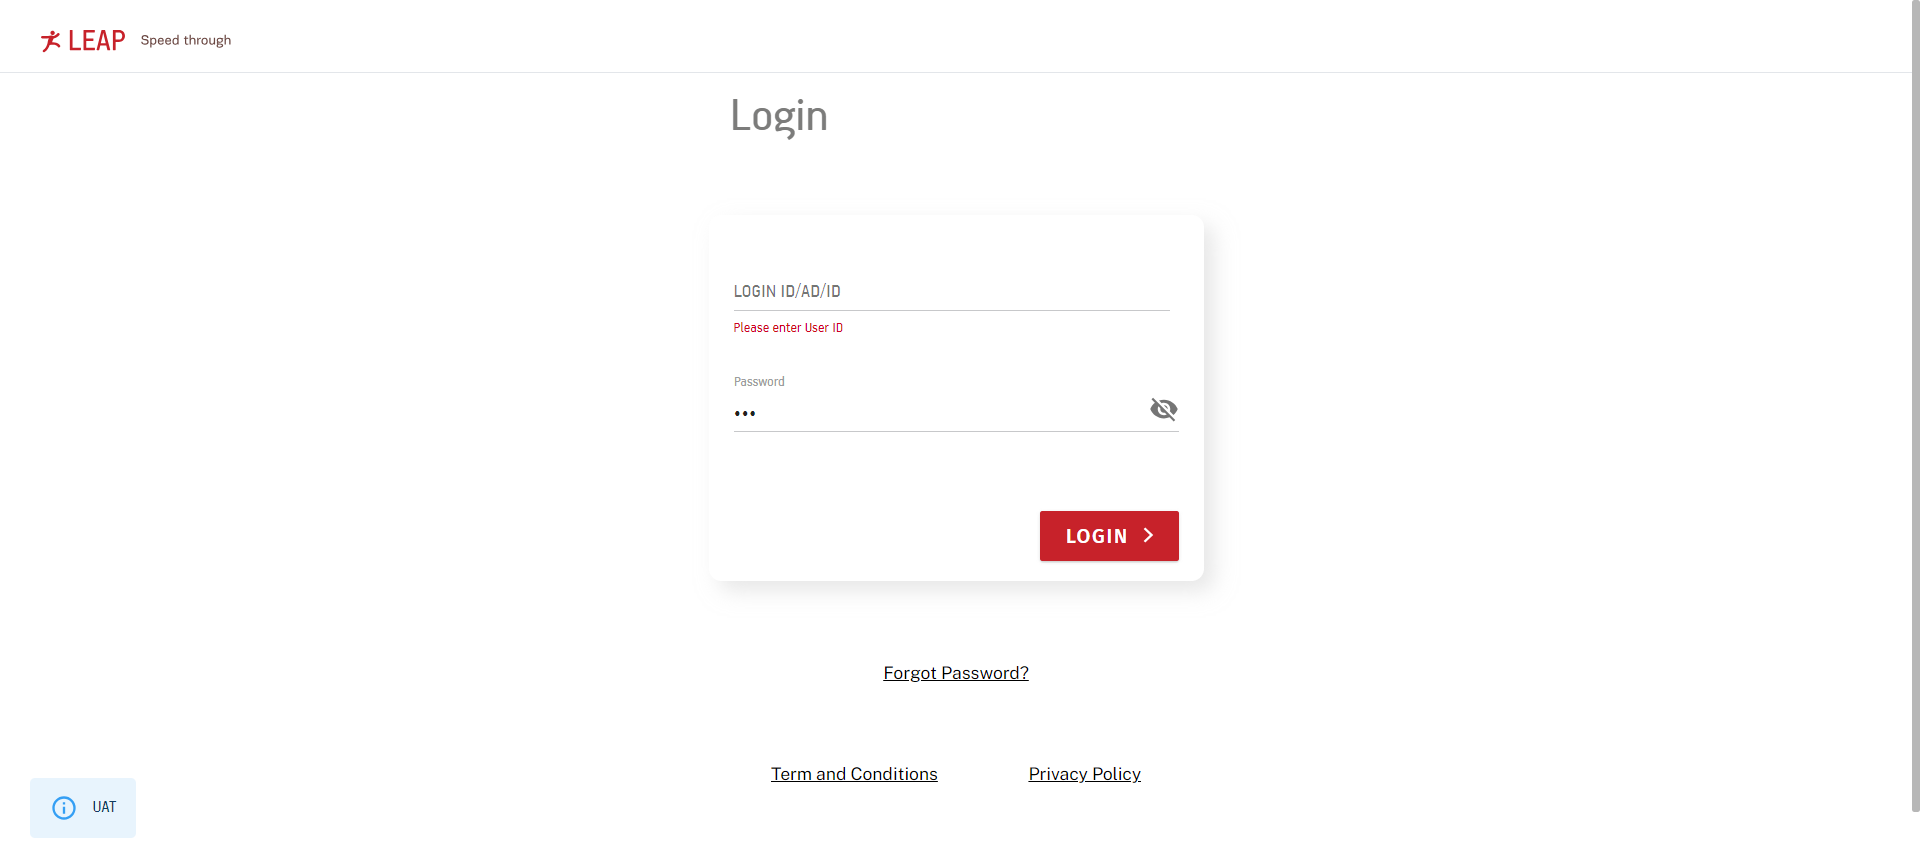 LEAP Speed through
Login
LOGIN ID/AD/ID
Please enter User ID
Password
•••
LOGIN
Forgot Password?
Term and Conditions Privacy Policy
UAT